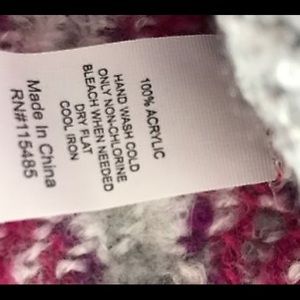 100% ACRYLIC
HAND WASH COLD
ONLY NON-CHLORINE
BLEACH WHEN NEEDED
DRY FLAT
COOL IRON
Made In China
RN#115485